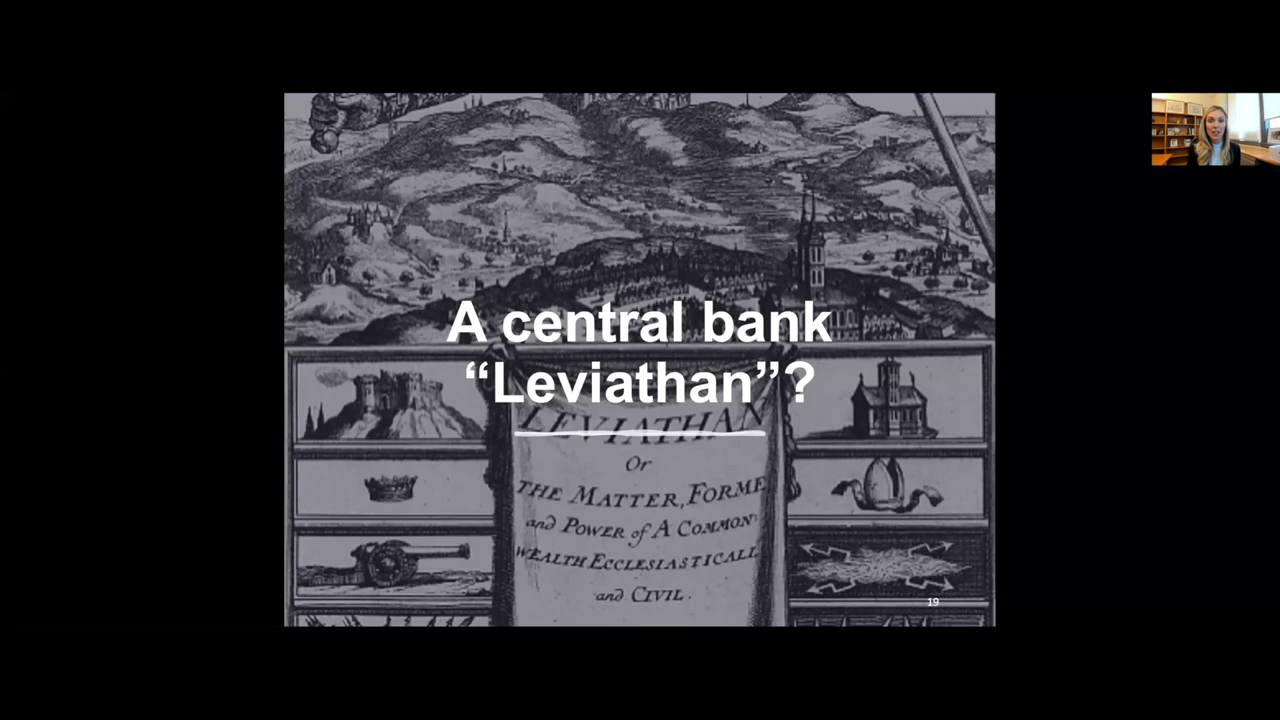 A central bank
“Leviathan”?
LEVIATHAN
Or
THE MATTER, FORME
and POWER of A COMMON
WEALTH ECCLESIASTICALL
and CIVIL.
19